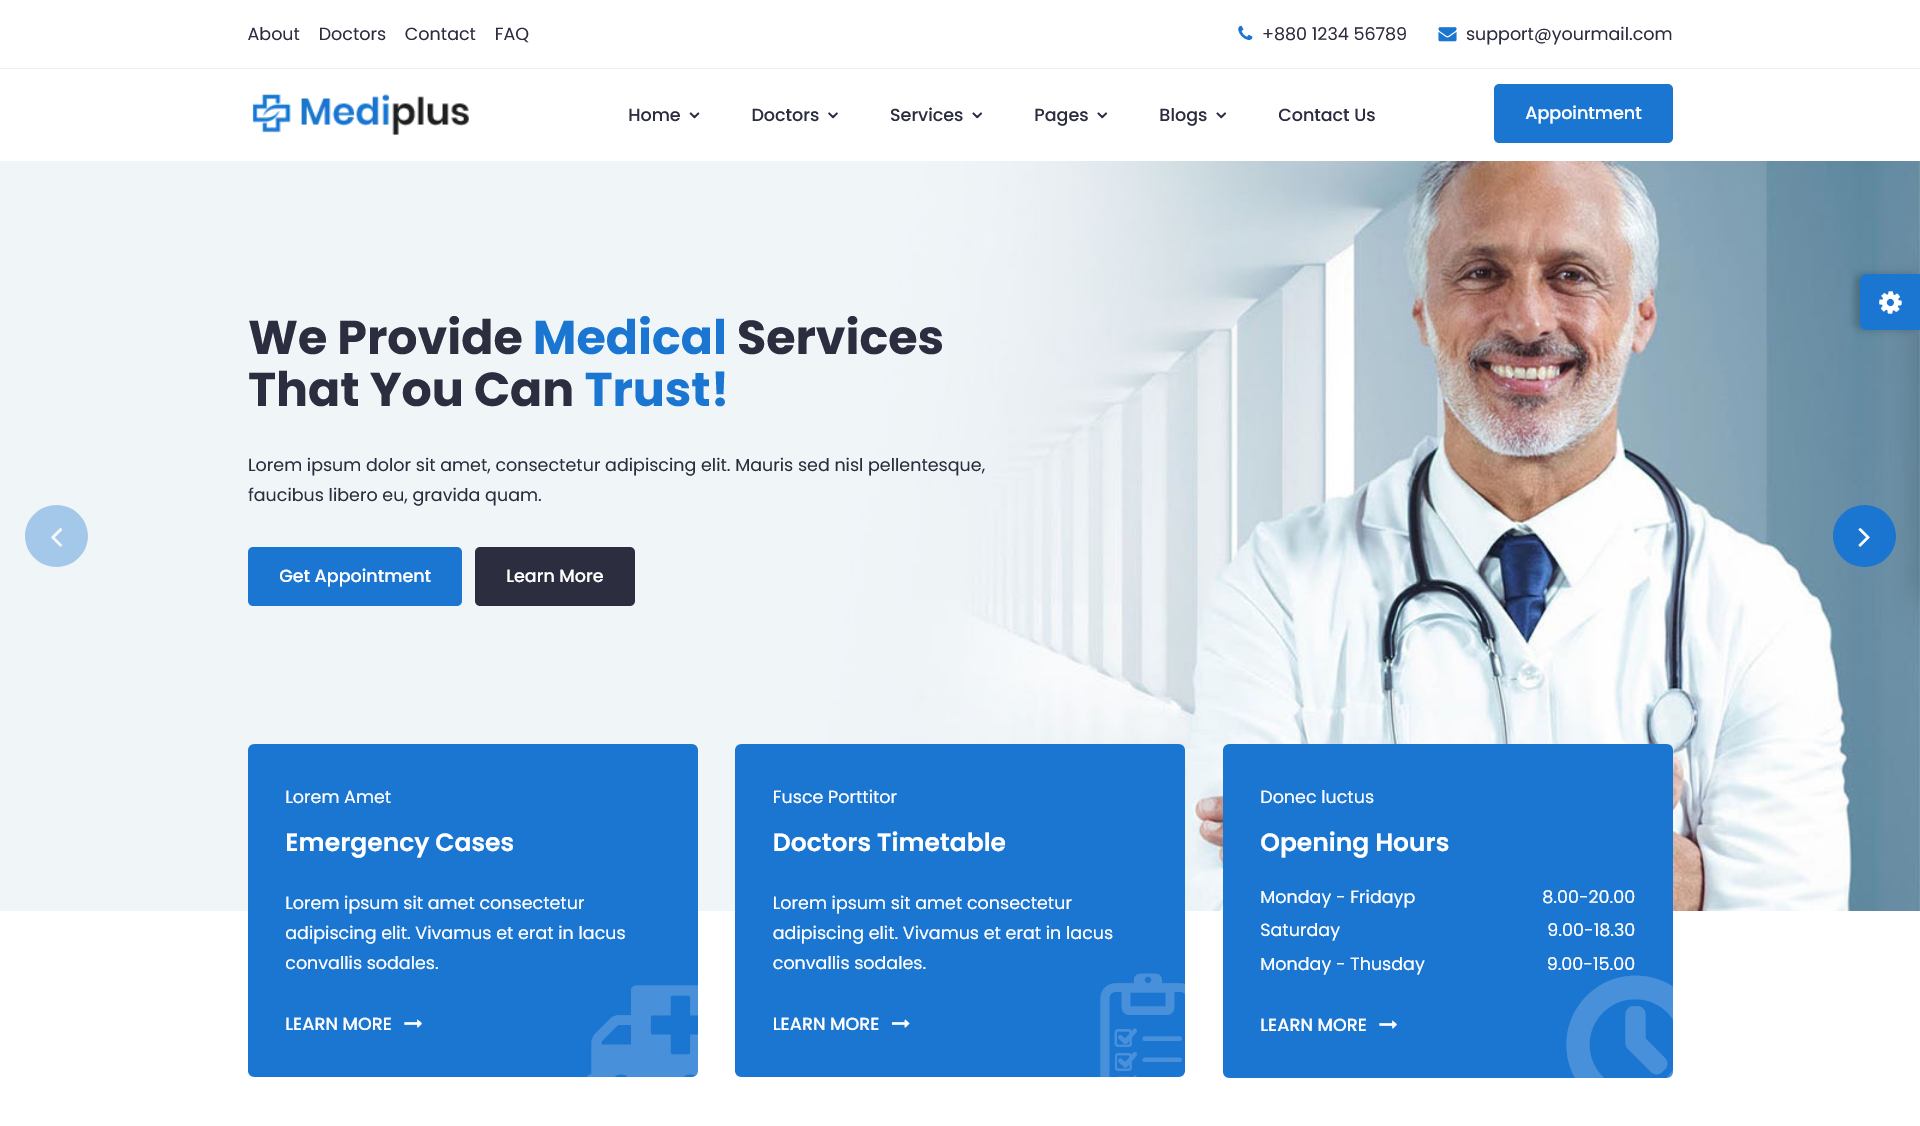 About Doctors Contact FAQ
+880 1234 56789 support@yourmail.com
Mediplus
Home Doctors Services Pages Blogs Contact Us
Appointment
We Provide Medical Services
That You Can Trust!
Lorem ipsum dolor sit amet, consectetur adipiscing elit. Mauris sed nisl pellentesque,
faucibus libero eu, gravida quam.
Get Appointment Learn More
Lorem Amet
Emergency Cases
Lorem ipsum sit amet consectetur
adipiscing elit. Vivamus et erat in lacus
convallis sodales.
LEARN MORE
Fusce Porttitor
Doctors Timetable
Lorem ipsum sit amet consectetur
adipiscing elit. Vivamus et erat in lacus
convallis sodales.
LEARN MORE
Donec luctus
Opening Hours
Monday - Fridayp 8.00-20.00
Saturday 9.00-18.30
Monday - Thusday 9.00-15.00
LEARN MORE